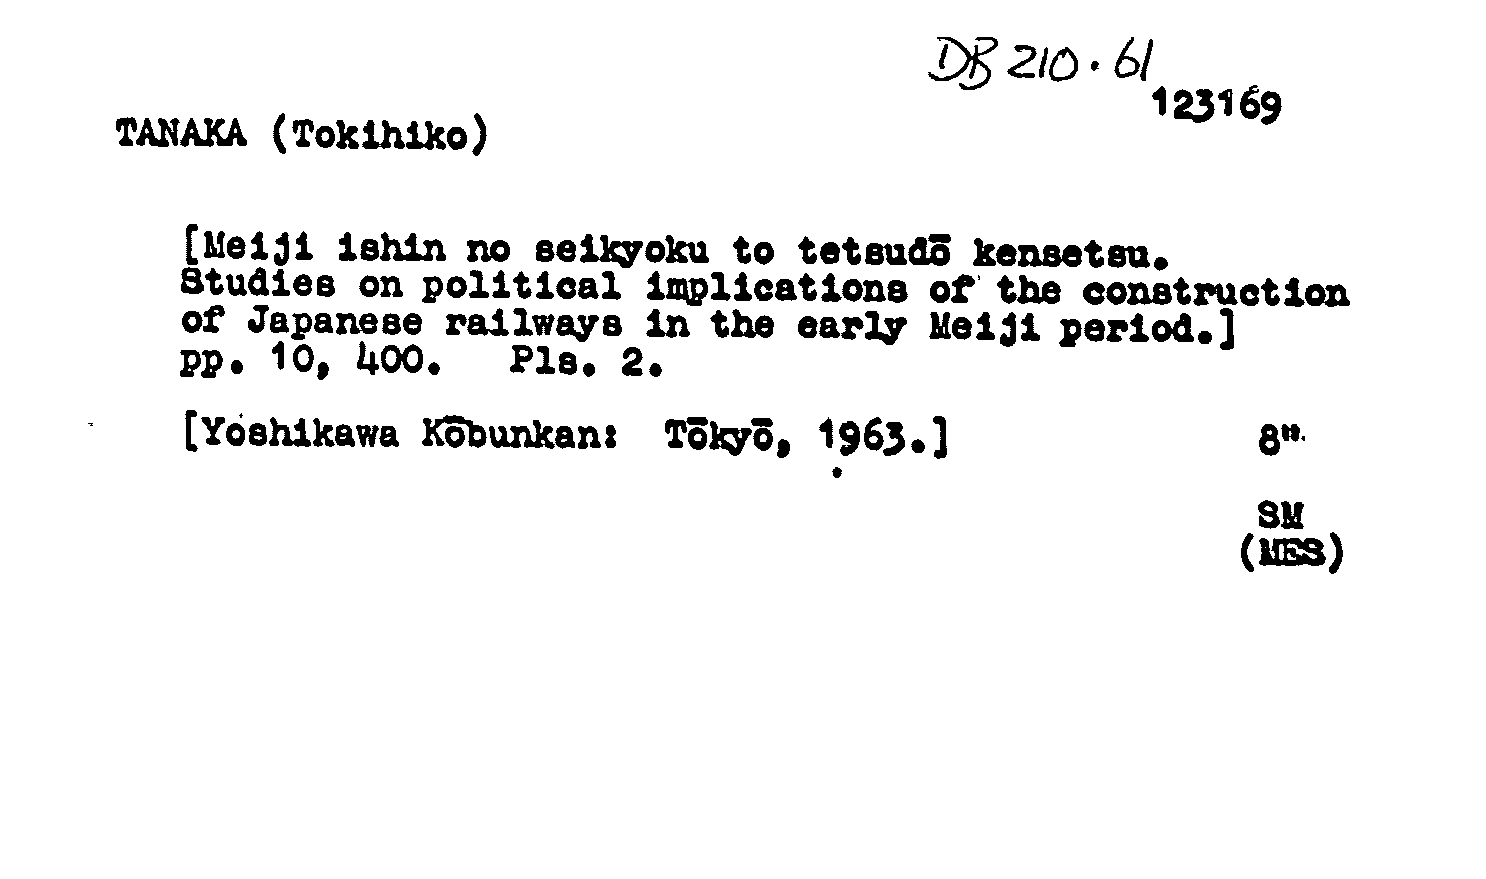 DB 210.61
123169
TANAKA (Tokihiko)
[Meiji ishin no seikyoku to tetsudō kensetsu.
Studies on political implications of the construction
of Japanese railways in the early Meiji period.]
pp. 10, 400. Pls. 2.
[Yoshikawa Kōbunkan: Tōkyō, 1963.]
8".
SM
(MES)